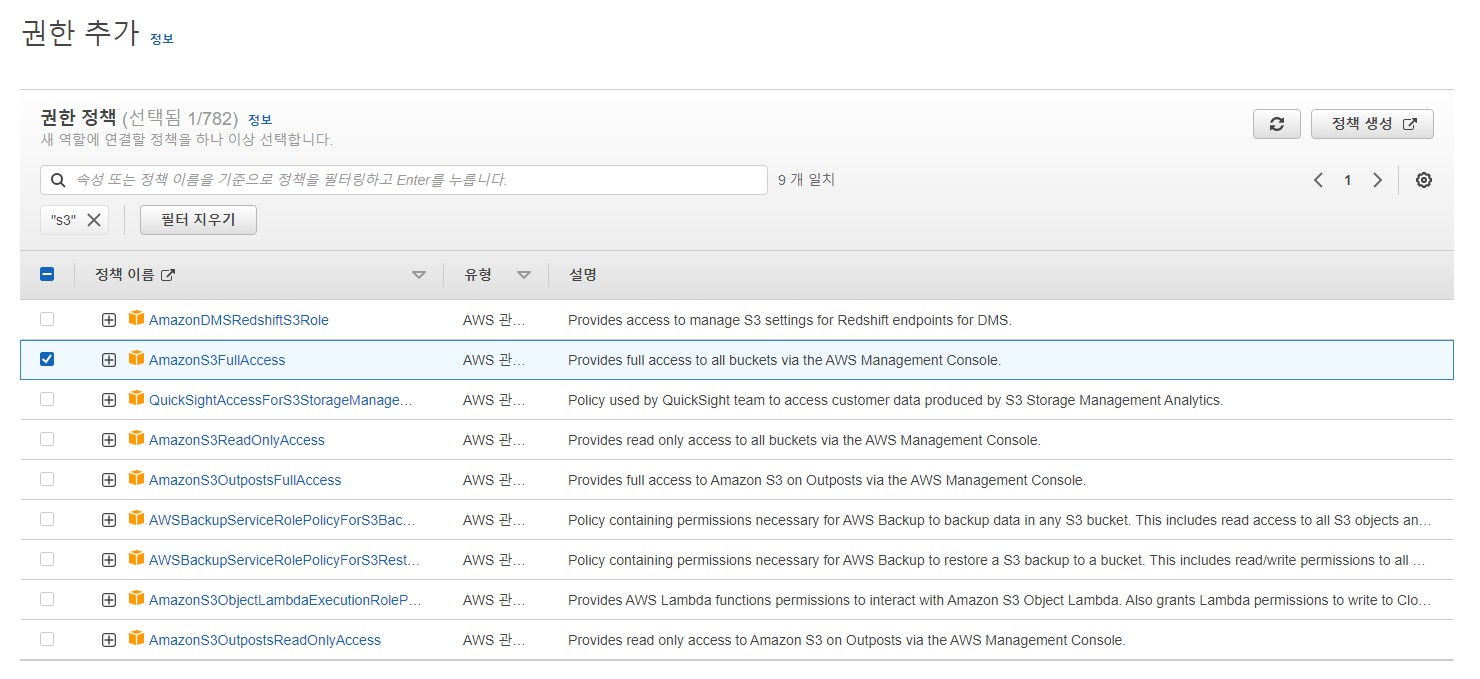 권한 추가 정보
권한 정책 (선택됨 1/782) 정보
새 역할에 연결할 정책을 하나 이상 선택합니다.
정책 생성
속성 또는 정책 이름을 기준으로 정책을 필터링하고 Enter를 누릅니다.
9 개 일치
1
"s3"
필터 지우기
정책 이름 유형 설명
AmazonDMSRedshiftS3Role AWS 관... Provides access to manage S3 settings for Redshift endpoints for DMS.
AmazonS3FullAccess AWS 관... Provides full access to all buckets via the AWS Management Console.
QuickSightAccessForS3StorageManage... AWS 관... Policy used by QuickSight team to access customer data produced by S3 Storage Management Analytics.
AmazonS3ReadOnlyAccess AWS 관... Provides read only access to all buckets via the AWS Management Console.
AmazonS3OutpostsFullAccess AWS 관... Provides full access to Amazon S3 on Outposts via the AWS Management Console.
AWSBackupServiceRolePolicyForS3Bac... AWS 관... Policy containing permissions necessary for AWS Backup to backup data in any S3 bucket. This includes read access to all S3 objects an...
AWSBackupServiceRolePolicyForS3Rest... AWS 관... Policy containing permissions necessary for AWS Backup to restore a S3 backup to a bucket. This includes read/write permissions to all ...
AmazonS3ObjectLambdaExecutionRoleP... AWS 관... Provides AWS Lambda functions permissions to interact with Amazon S3 Object Lambda. Also grants Lambda permissions to write to Clo...
AmazonS3OutpostsReadOnlyAccess AWS 관... Provides read only access to Amazon S3 on Outposts via the AWS Management Console.